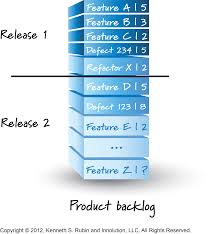 Feature A | 5
Feature B | 3
Feature C | 2
Release 1
Defect 234 | 5
Refactor X | 2
Feature D | 5
Defect 123 | 8
Release 2
Feature E | 2
...
Feature Z | ?
Product backlog
Copyright © 2012, Kenneth S. Rubin and Innolution, LLC. All Rights Reserved.